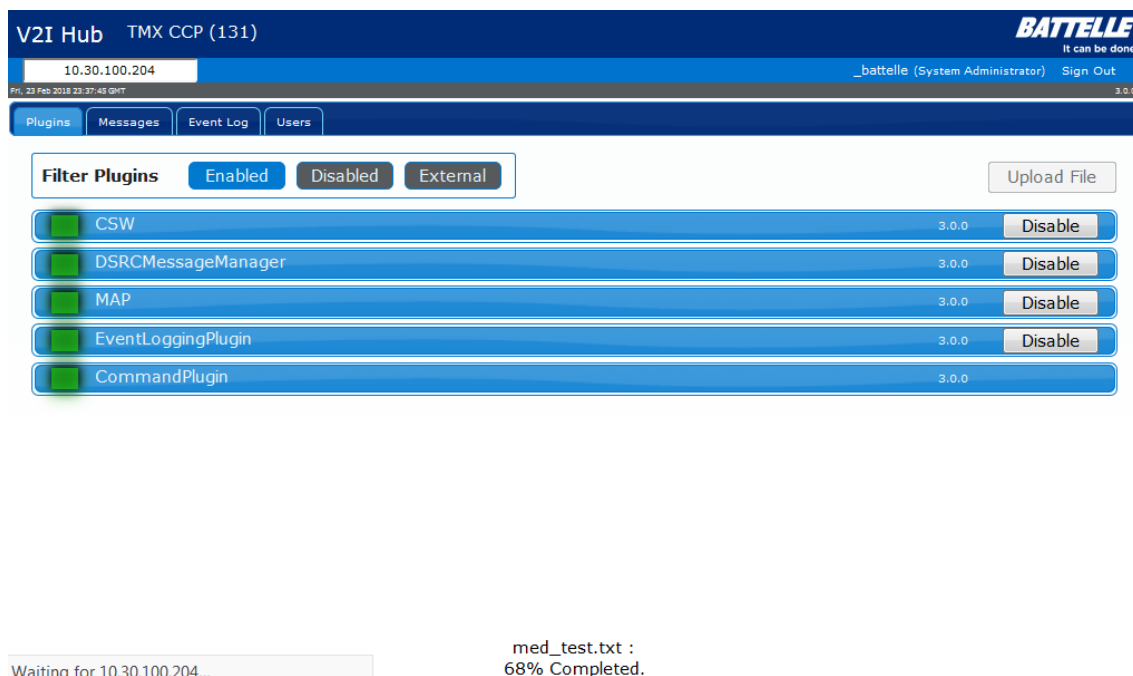 V2I Hub TMX CCP (131)
BATTELLE
It can be done
10.30.100.204
_battelle (System Administrator) Sign Out
Fri, 23 Feb 2018 23:37:45 GMT
3.0.0
Plugins Messages Event Log Users
Filter Plugins Enabled Disabled External
Upload File
CSW 3.0.0 Disable
DSRCMessageManager 3.0.0 Disable
MAP 3.0.0 Disable
EventLoggingPlugin 3.0.0 Disable
CommandPlugin 3.0.0
med_test.txt :
68% Completed.
Waiting for 10.30.100.204...